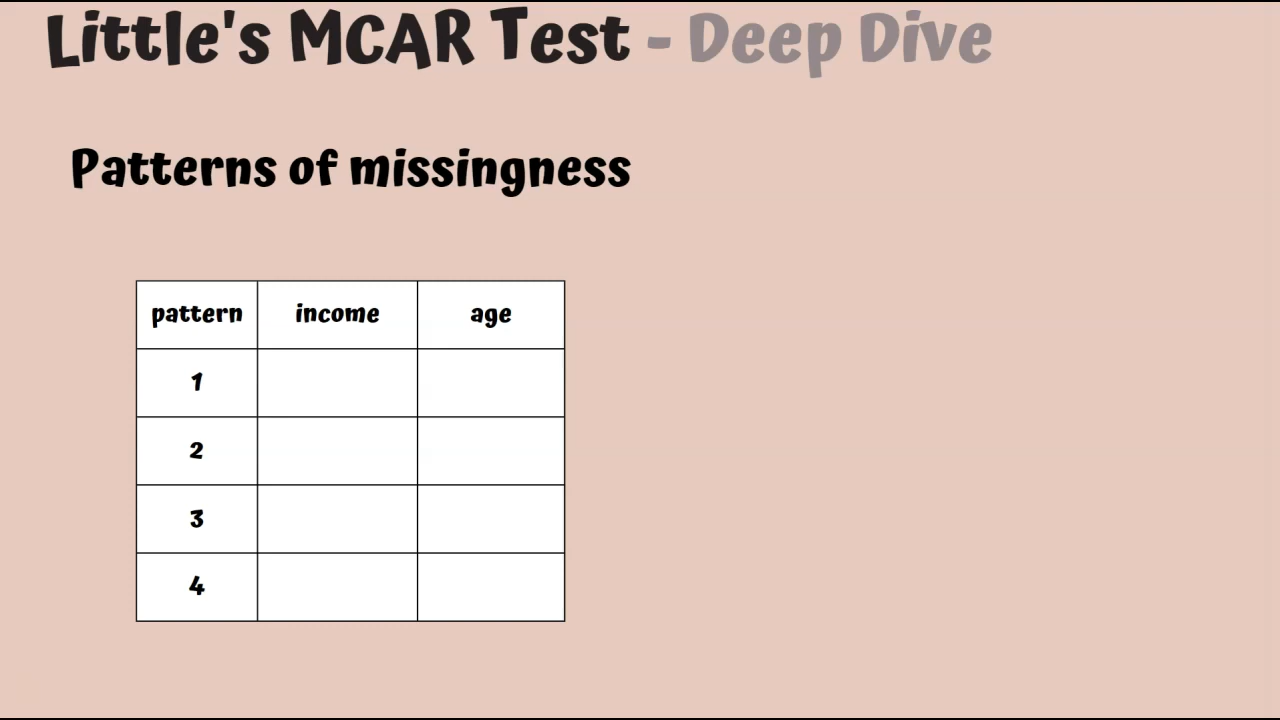 Little's MCAR Test - Deep Dive
Patterns of missingness
pattern income age
1
2
3
4